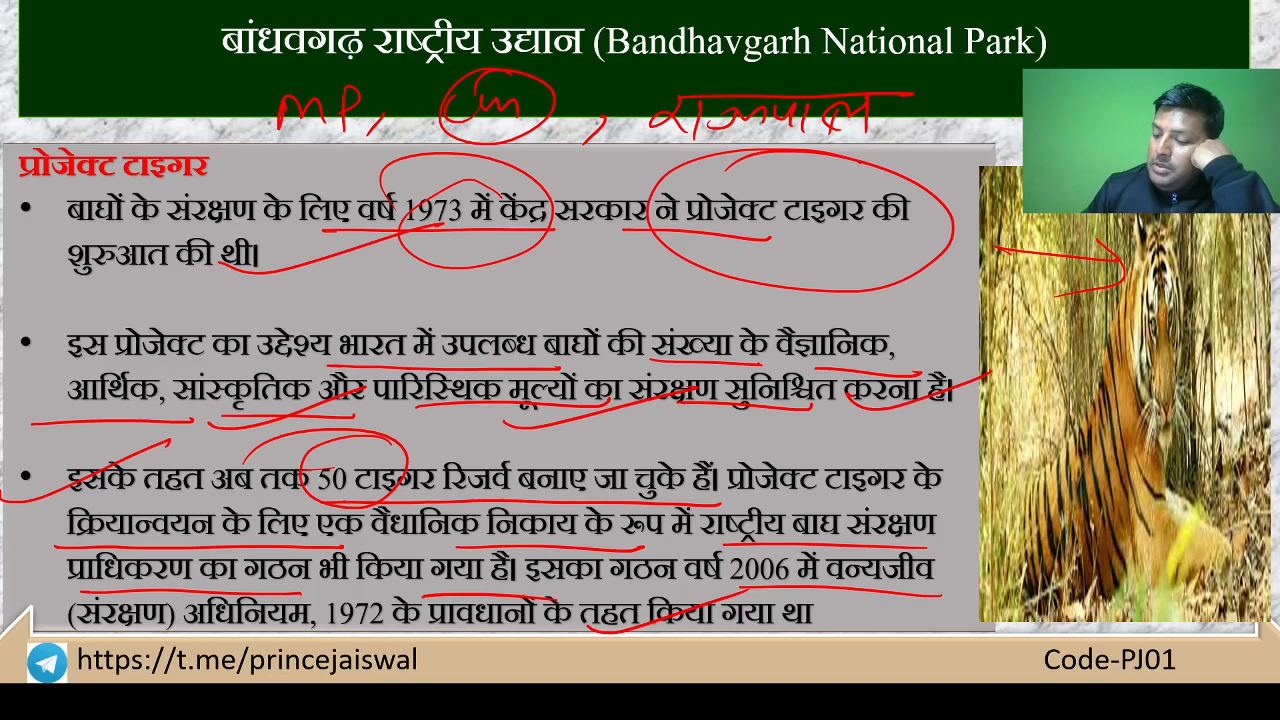 बांधवगढ़ राष्ट्रीय उद्यान (Bandhavgarh National Park)
MP, CM, राज्यपाल
प्रोजेक्ट टाइगर
• बाघों के संरक्षण के लिए वर्ष 1973 में केंद्र सरकार ने प्रोजेक्ट टाइगर की
शुरुआत की थी।
• इस प्रोजेक्ट का उद्देश्य भारत में उपलब्ध बाघों की संख्या के वैज्ञानिक,
आर्थिक, सांस्कृतिक और पारिस्थिक मूल्यों का संरक्षण सुनिश्चित करना है।
• इसके तहत अब तक 50 टाइगर रिजर्व बनाए जा चुके हैं। प्रोजेक्ट टाइगर के
क्रियान्वयन के लिए एक वैधानिक निकाय के रूप में राष्ट्रीय बाघ संरक्षण
प्राधिकरण का गठन भी किया गया है। इसका गठन वर्ष 2006 में वन्यजीव
(संरक्षण) अधिनियम, 1972 के प्रावधानों के तहत किया गया था
https://t.me/princejaiswal
Code-PJ01